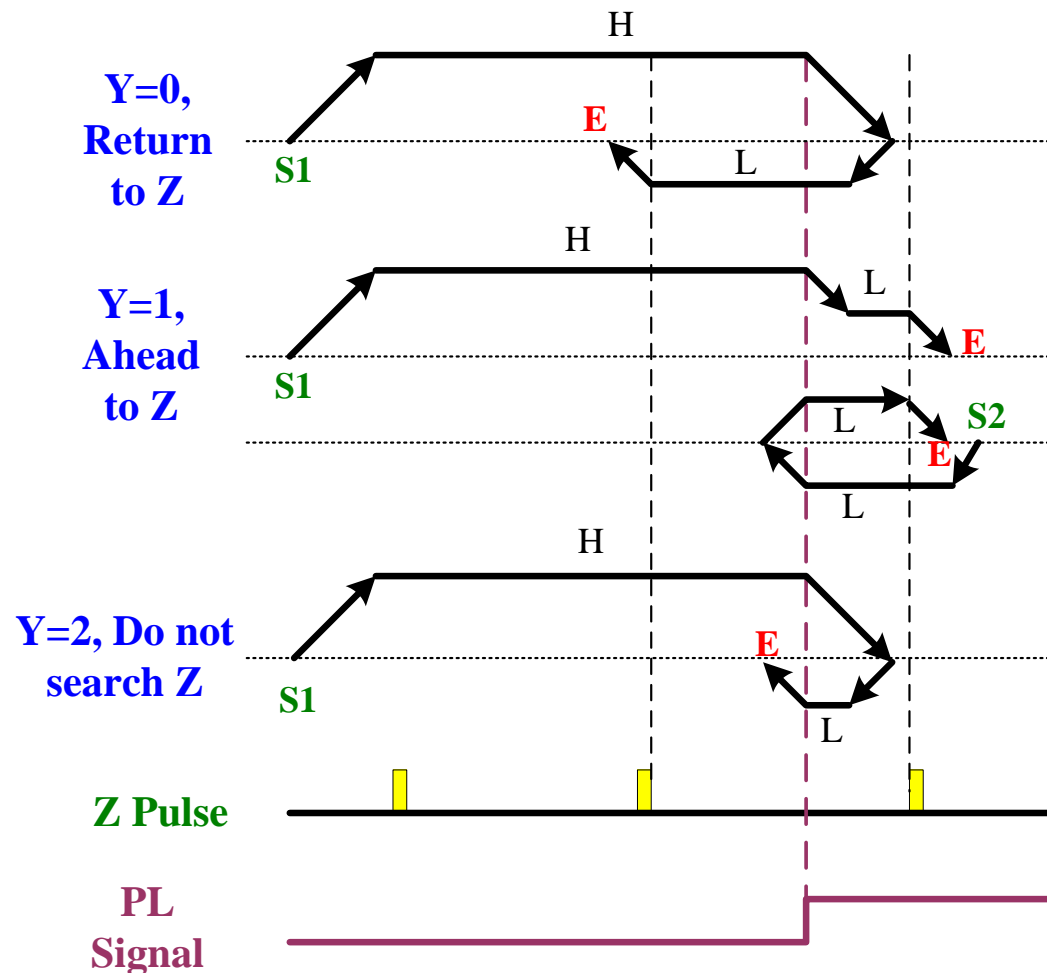 H
Y=0,
Return
to Z
E
S1
L
H
Y=1,
Ahead
to Z
L
E
S1
L
S2
E
L
H
Y=2, Do not
search Z
E
S1
L
Z Pulse
PL
Signal